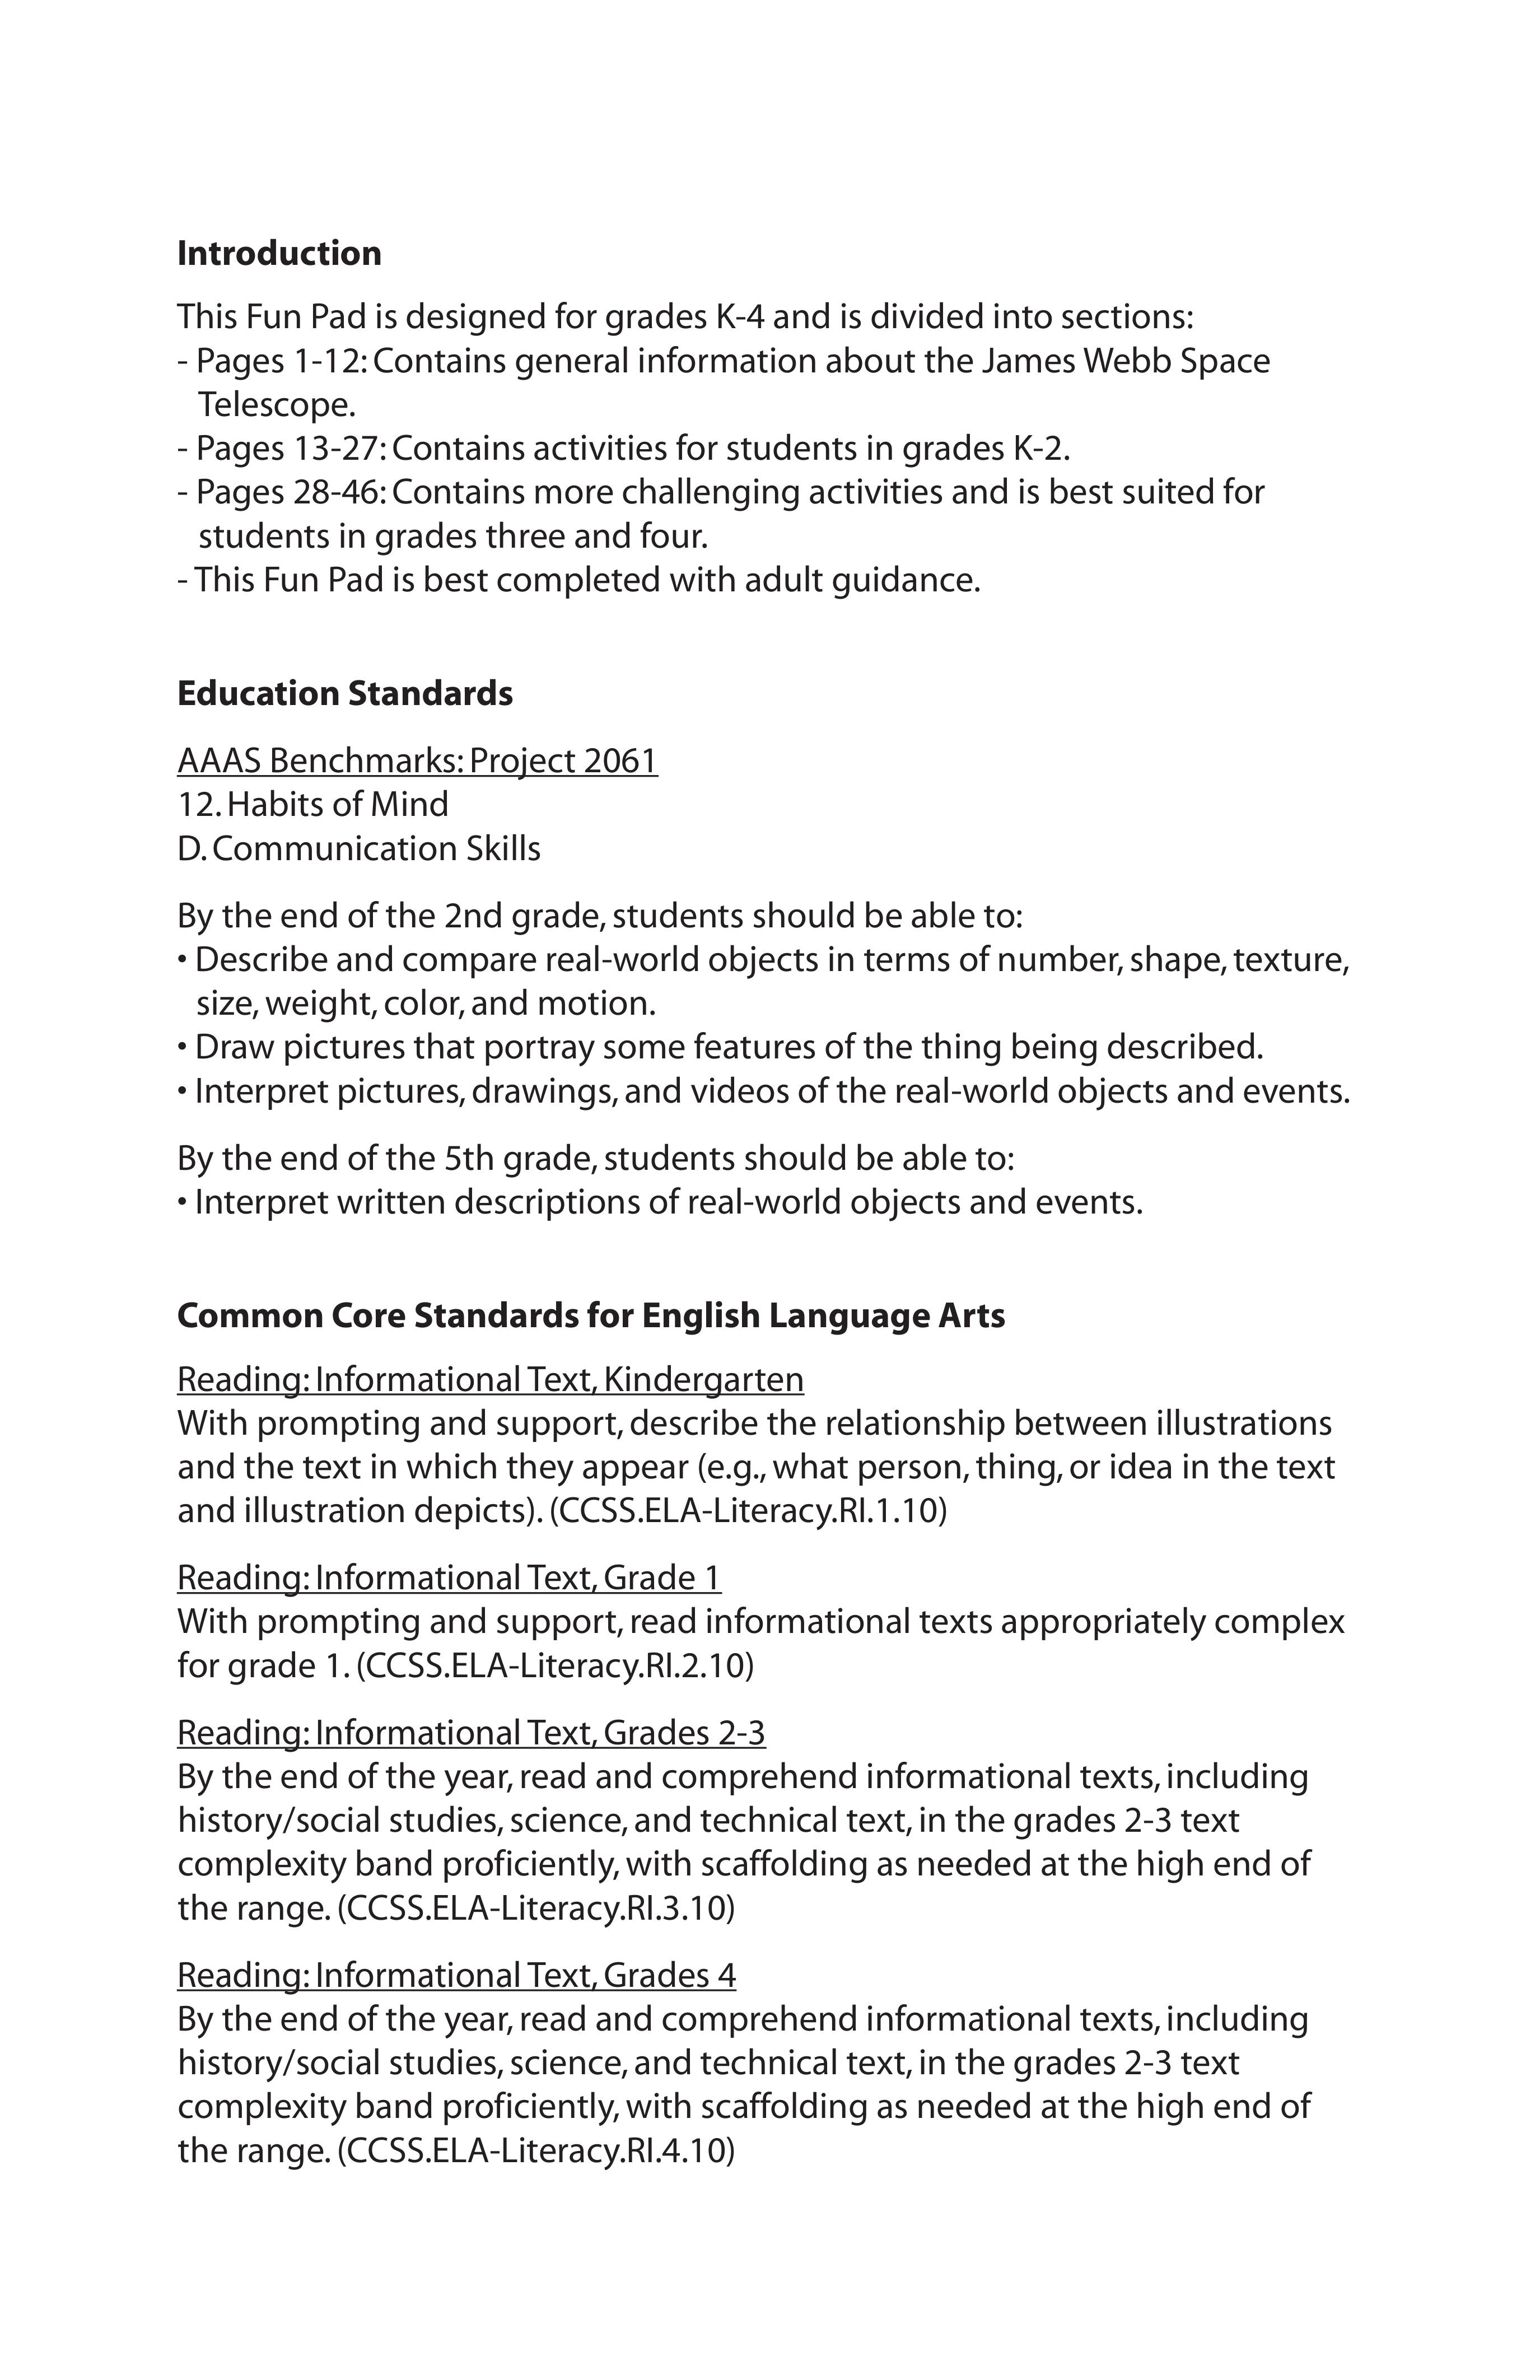 Introduction
This Fun Pad is designed for grades K-4 and is divided into sections:
- Pages 1-12: Contains general information about the James Webb Space
Telescope.
- Pages 13-27: Contains activities for students in grades K-2.
- Pages 28-46: Contains more challenging activities and is best suited for
students in grades three and four.
- This Fun Pad is best completed with adult guidance.
Education Standards
AAAS Benchmarks: Project 2061
12. Habits of Mind
D. Communication Skills
By the end of the 2nd grade, students should be able to:
• Describe and compare real-world objects in terms of number, shape, texture,
size, weight, color, and motion.
• Draw pictures that portray some features of the thing being described.
• Interpret pictures, drawings, and videos of the real-world objects and events.
By the end of the 5th grade, students should be able to:
• Interpret written descriptions of real-world objects and events.
Common Core Standards for English Language Arts
Reading: Informational Text, Kindergarten
With prompting and support, describe the relationship between illustrations
and the text in which they appear (e.g., what person, thing, or idea in the text
and illustration depicts). (CCSS.ELA-Literacy.RI.1.10)
Reading: Informational Text, Grade 1
With prompting and support, read informational texts appropriately complex
for grade 1. (CCSS.ELA-Literacy.RI.2.10)
Reading: Informational Text, Grades 2-3
By the end of the year, read and comprehend informational texts, including
history/social studies, science, and technical text, in the grades 2-3 text
complexity band proficiently, with scaffolding as needed at the high end of
the range. (CCSS.ELA-Literacy.RI.3.10)
Reading: Informational Text, Grades 4
By the end of the year, read and comprehend informational texts, including
history/social studies, science, and technical text, in the grades 2-3 text
complexity band proficiently, with scaffolding as needed at the high end of
the range. (CCSS.ELA-Literacy.RI.4.10)